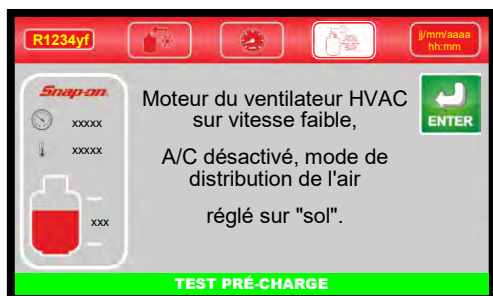 R1234yf
jj/mm/aaaa
hh:mm
Snap-on
xxxxx
xxxxx
xxx
Moteur du ventilateur HVAC
sur vitesse faible,
A/C désactivé, mode de
distribution de l'air
réglé sur "sol".
ENTER
TEST PRÉ-CHARGE